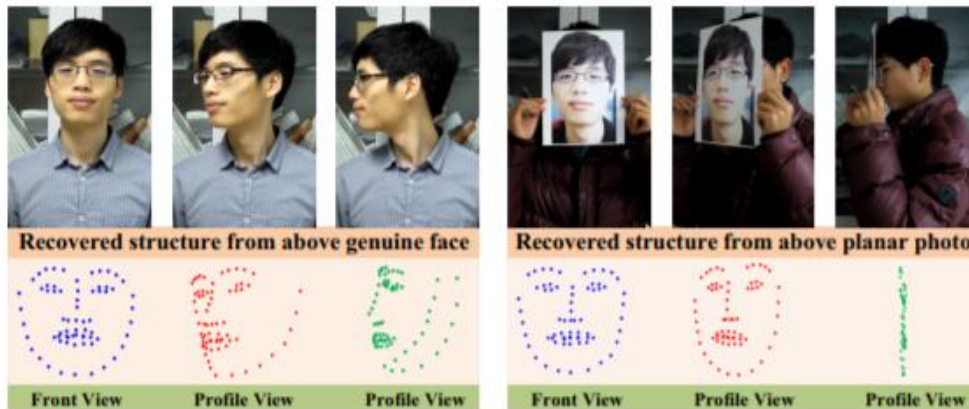 Recovered structure from above genuine face
Front View
Profile View
Profile View
Recovered structure from above planar photo
Front View
Profile View
Profile View